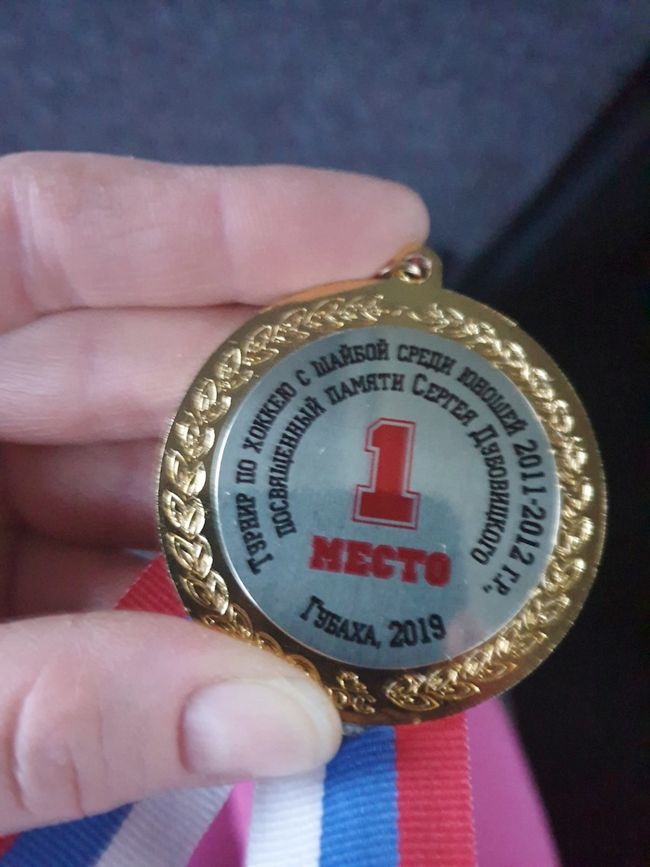 Турнир по хоккею с шайбой среди юношей 2011-2012 г.р.,
посвященный памяти Сергея Дубовицкого
1
МЕСТО
Губаха, 2019